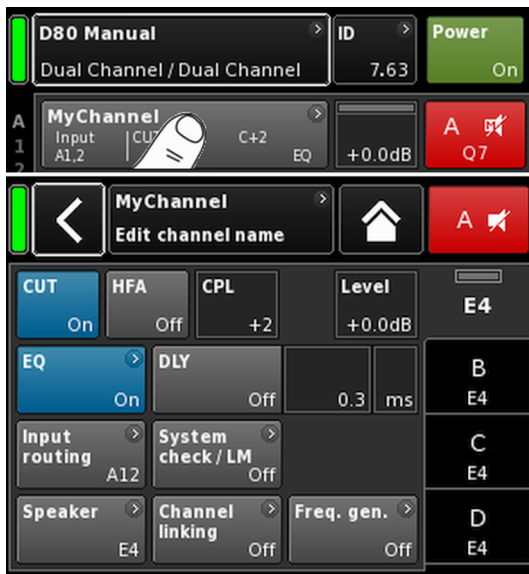 D80 Manual
Dual Channel / Dual Channel
ID
7.63
Power
On
A
1
2
MyChannel
Input
A1,2
CU
C+2
EQ
+0.0dB
A
Q7
MyChannel
Edit channel name
A
CUT
On
HFA
Off
CPL
+2
Level
+0.0dB
E4
EQ
On
DLY
Off
0.3
ms
B
E4
Input
routing
A12
System
check / LM
Off
C
E4
Speaker
E4
Channel
linking
Off
Freq. gen.
Off
D
E4